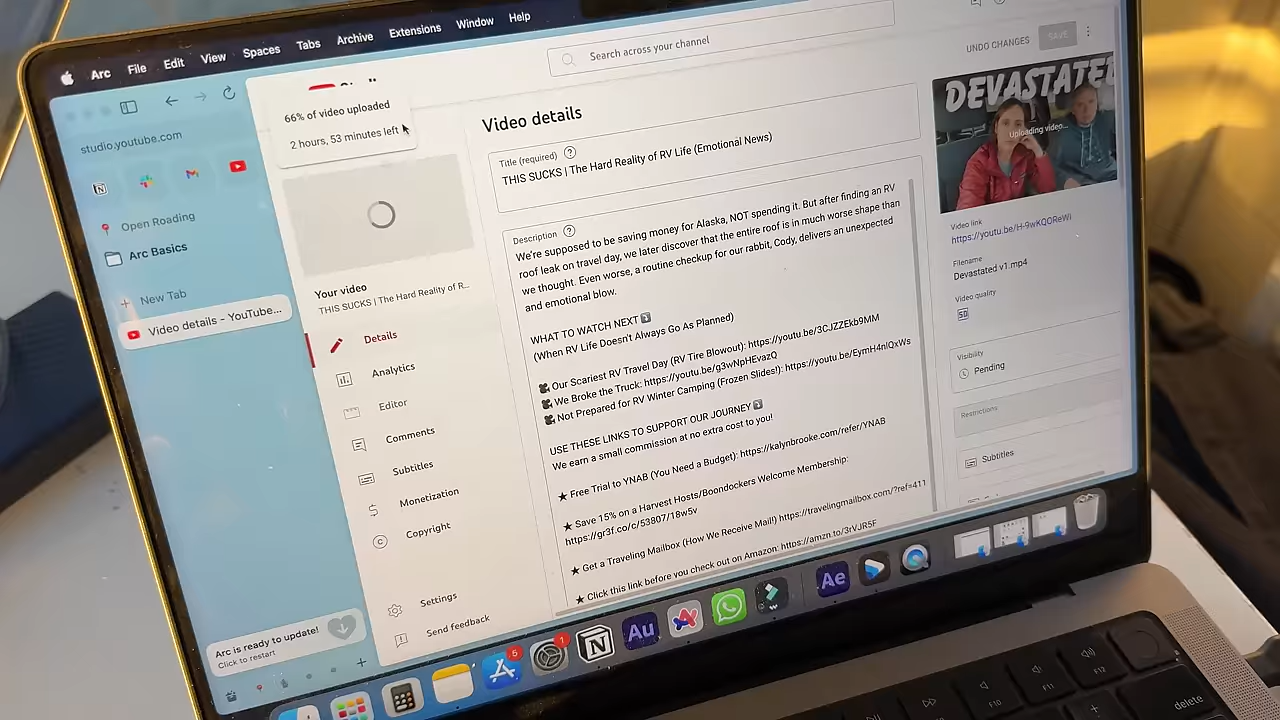 Arc File Edit View Spaces Tabs Archive Extensions Window Help
studio.youtube.com
Open Roading
Arc Basics
New Tab
Video details - YouTube...
Arc is ready to update!
Click to restart
66% of video uploaded
2 hours, 53 minutes left
Search across your channel
UNDO CHANGES
SAVE
Your video
THIS SUCKS | The Hard Reality of R...
Details
Analytics
Editor
Comments
Subtitles
Monetization
Copyright
Settings
Send feedback
Video details
Title (required)
THIS SUCKS | The Hard Reality of RV Life (Emotional News)
Description
We're supposed to be saving money for Alaska, NOT spending it. But after finding an RV
roof leak on travel day, we later discover that the entire roof is in much worse shape than
we thought. Even worse, a routine checkup for our rabbit, Cody, delivers an unexpected
and emotional blow.
WHAT TO WATCH NEXT ⤵
(When RV Life Doesn't Always Go As Planned)
🎥 Our Scariest RV Travel Day (RV Tire Blowout): https://youtu.be/3CJZZEkb9MM
🎥 We Broke the Truck: https://youtu.be/g3wNpHEvazQ
🎥 Not Prepared for RV Winter Camping (Frozen Slides!): https://youtu.be/EymH4nIQxWs
USE THESE LINKS TO SUPPORT OUR JOURNEY ⤵
We earn a small commission at no extra cost to you!
★ Free Trial to YNAB (You Need a Budget): https://kalynbrooke.com/refer/YNAB
★ Save 15% on a Harvest Hosts/Boondockers Welcome Membership:
https://gr3f.co/c/53807/18w5v
★ Get a Traveling Mailbox (How We Receive Mail!) https://travelingmailbox.com/?ref=411
★ Click this link before you check out on Amazon: https://amzn.to/3rVJR5F
DEVASTATED
Uploading video...
Video link
https://youtu.be/H-9wKQOReWi
Filename
Devastated v1.mp4
Video quality
SD
Visibility
Pending
Restrictions
Subtitles
5
1
Au
Ae
F10
F11
F12
delete